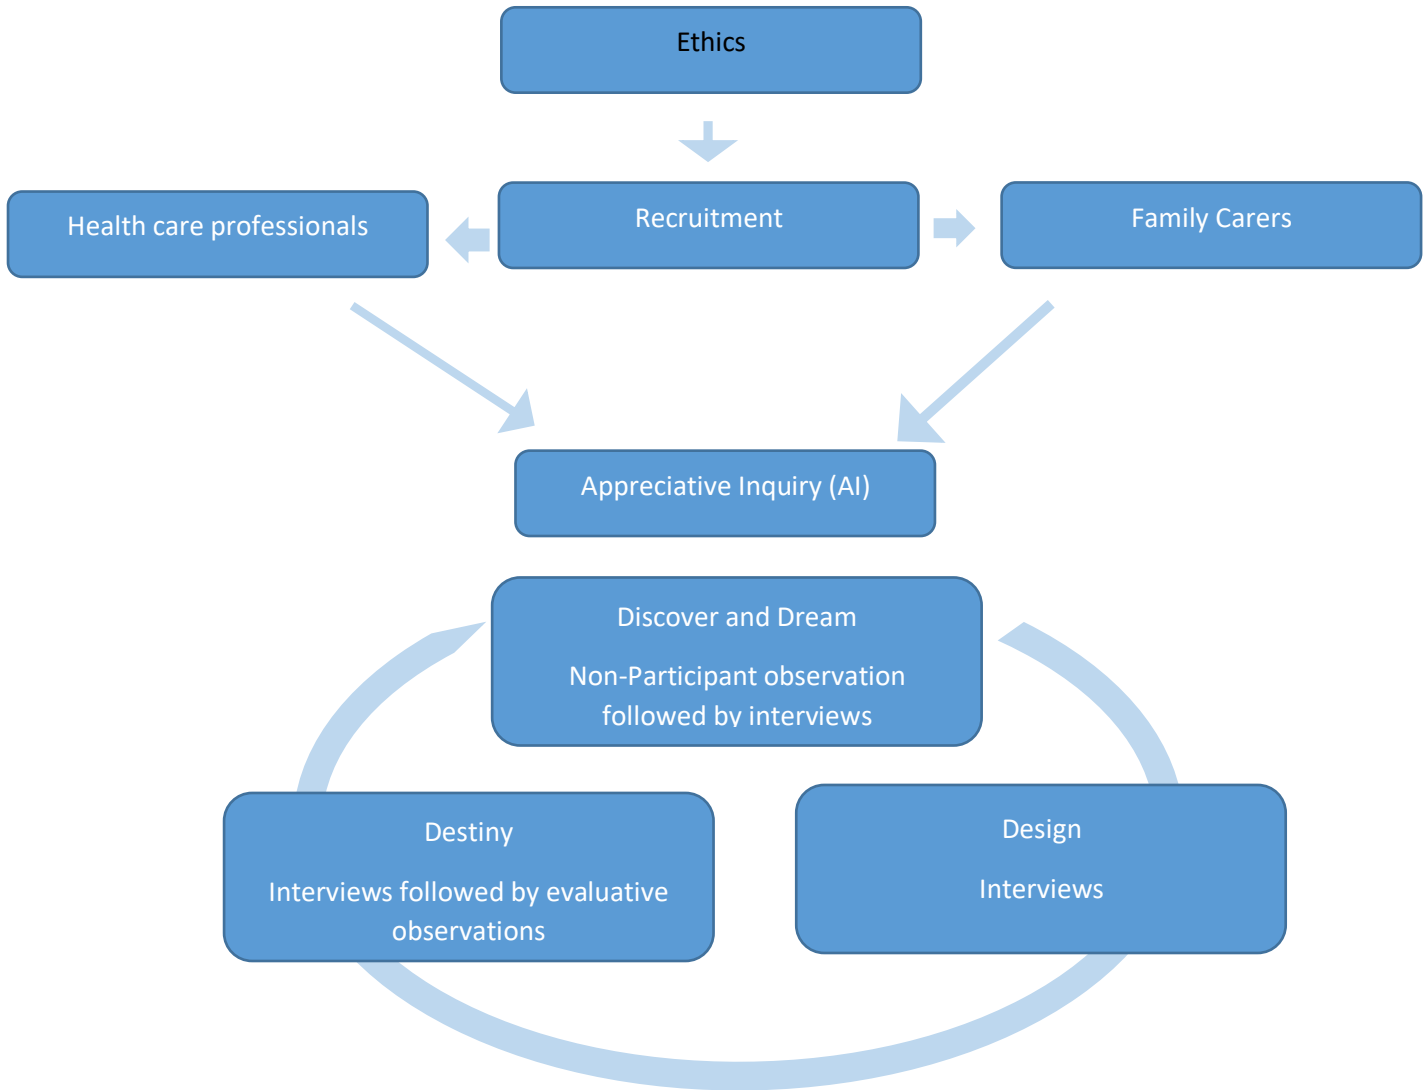 Ethics
Health care professionals
Recruitment
Family Carers
Appreciative Inquiry (AI)
Discover and Dream
Non-Participant observation
followed by interviews
Destiny
Interviews followed by evaluative
observations
Design
Interviews